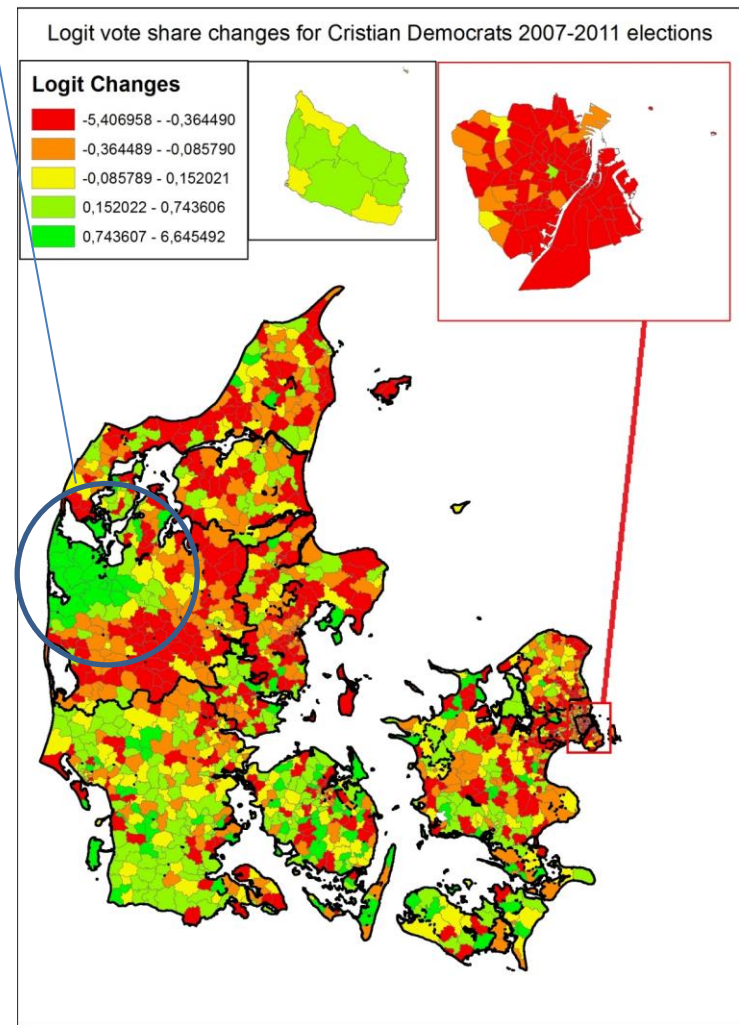 Logit vote share changes for Cristian Democrats 2007-2011 elections
Logit Changes
-5,406958 - -0,364490
-0,364489 - -0,085790
-0,085789 - 0,152021
0,152022 - 0,743606
0,743607 - 6,645492